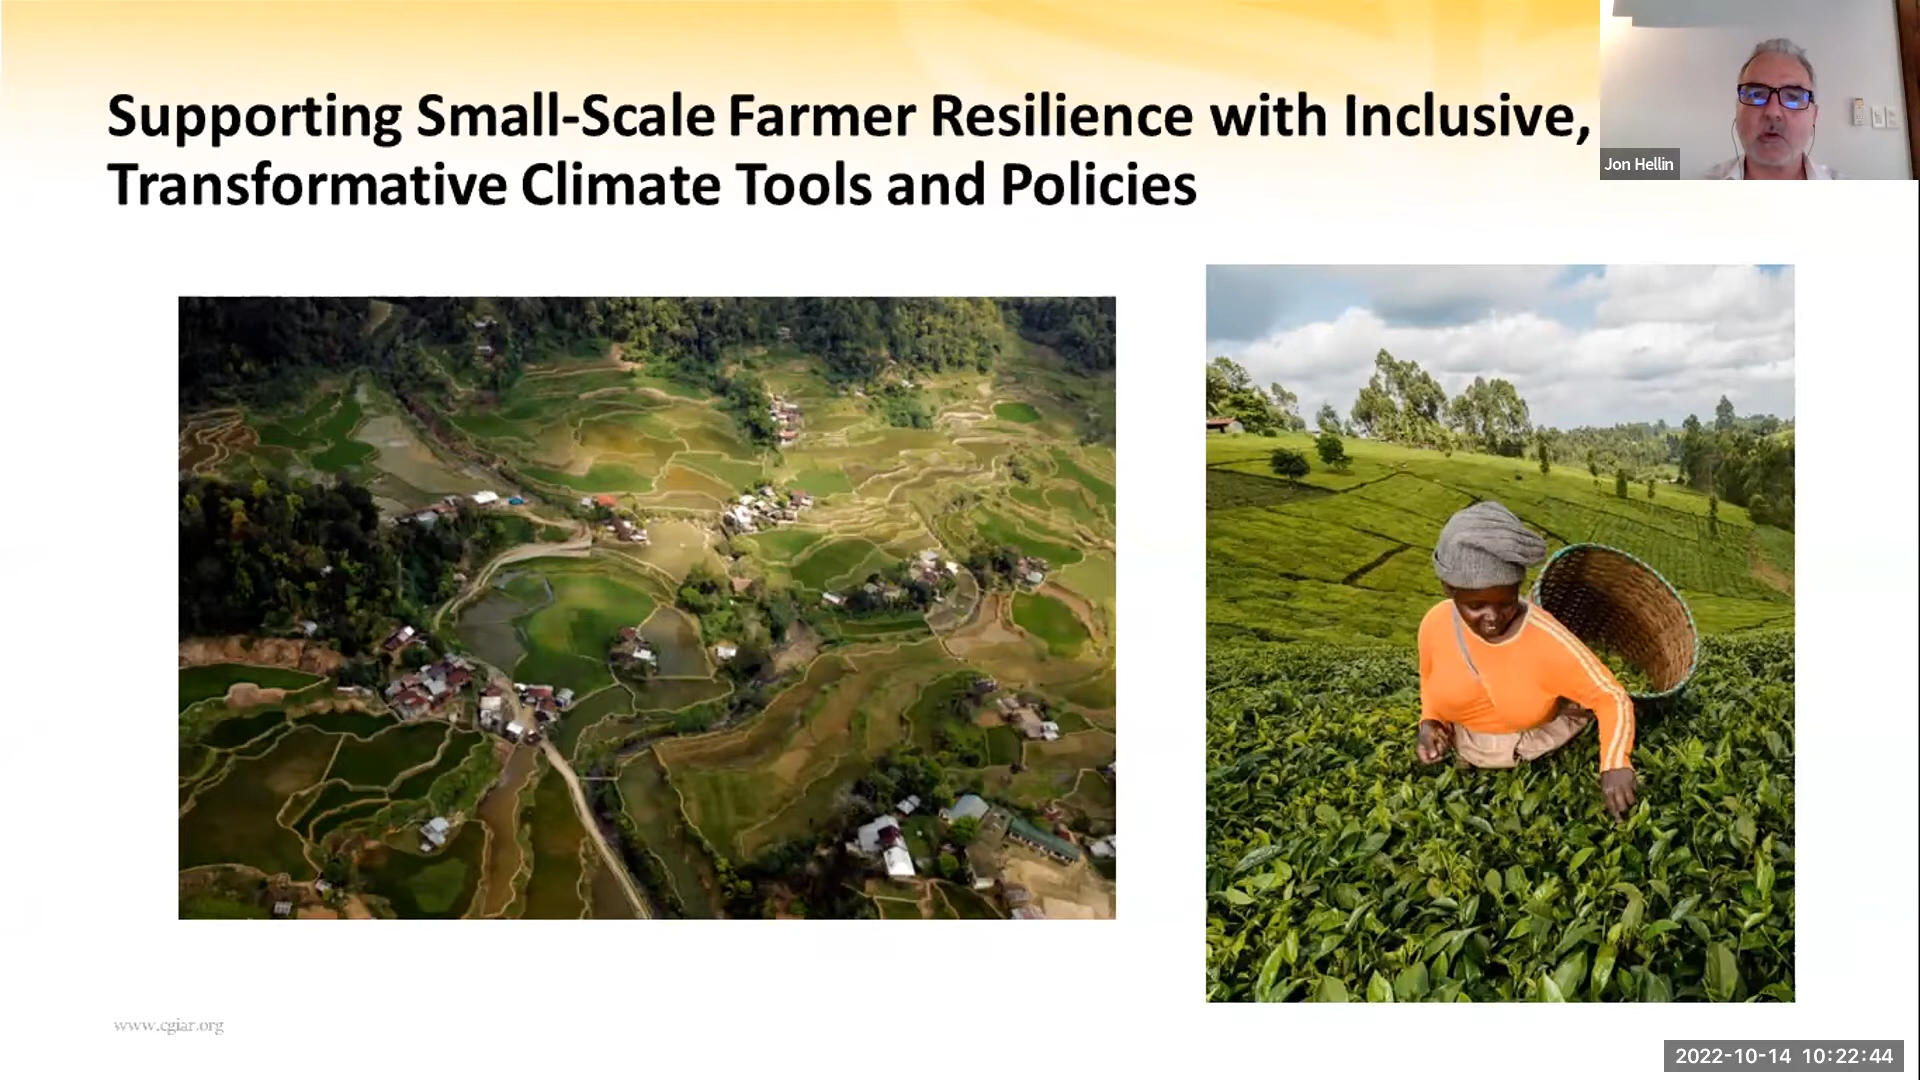 Supporting Small-Scale Farmer Resilience with Inclusive,
Transformative Climate Tools and Policies
Jon Hellin
www.cgiar.org
2022-10-14 10:22:44